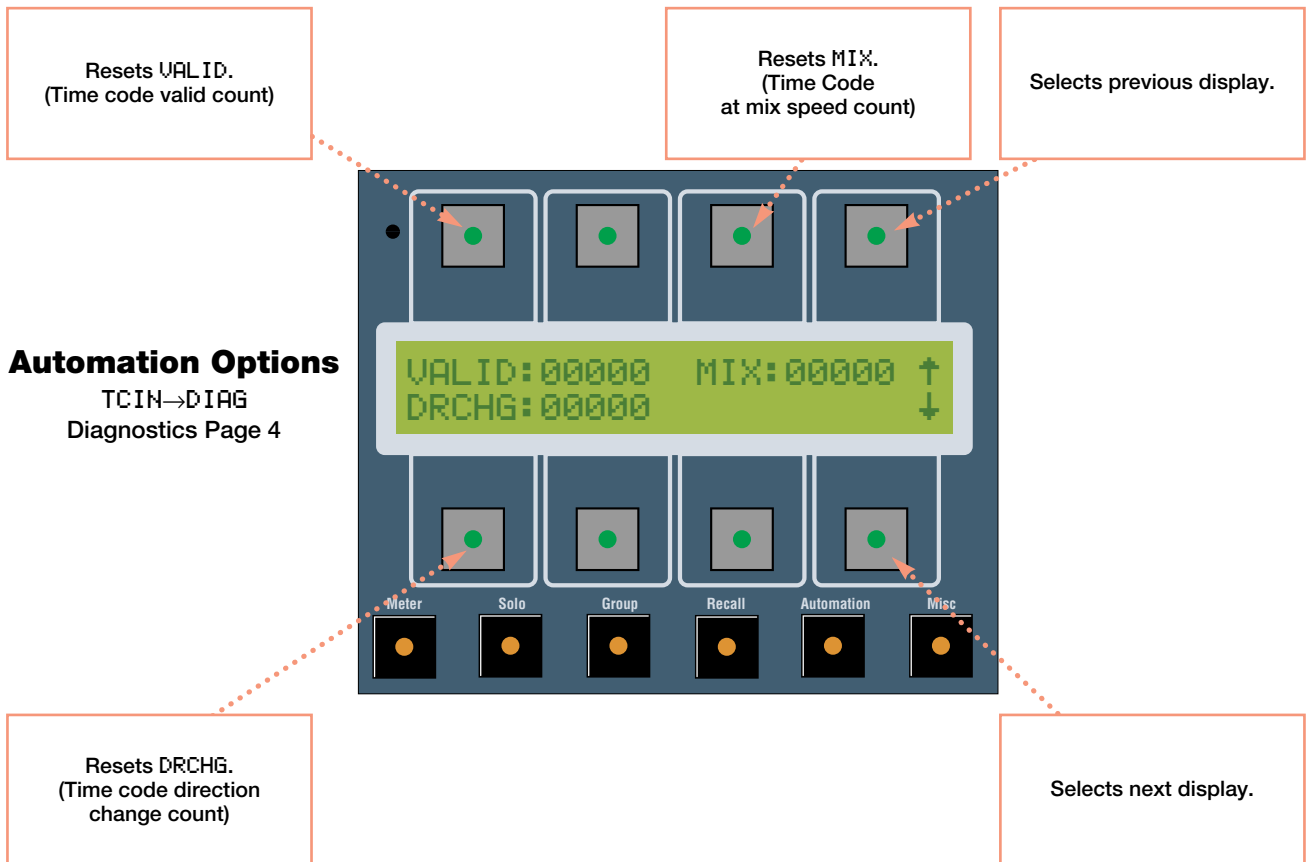 Resets VALID.
(Time code valid count)
Resets MIX.
(Time Code
at mix speed count)
Selects previous display.
Automation Options
TCIN→DIAG
Diagnostics Page 4
VALID:00000 MIX:00000 ↑
DRCHG:00000 ↓
Meter Solo Group Recall Automation Misc
Resets DRCHG.
(Time code direction
change count)
Selects next display.